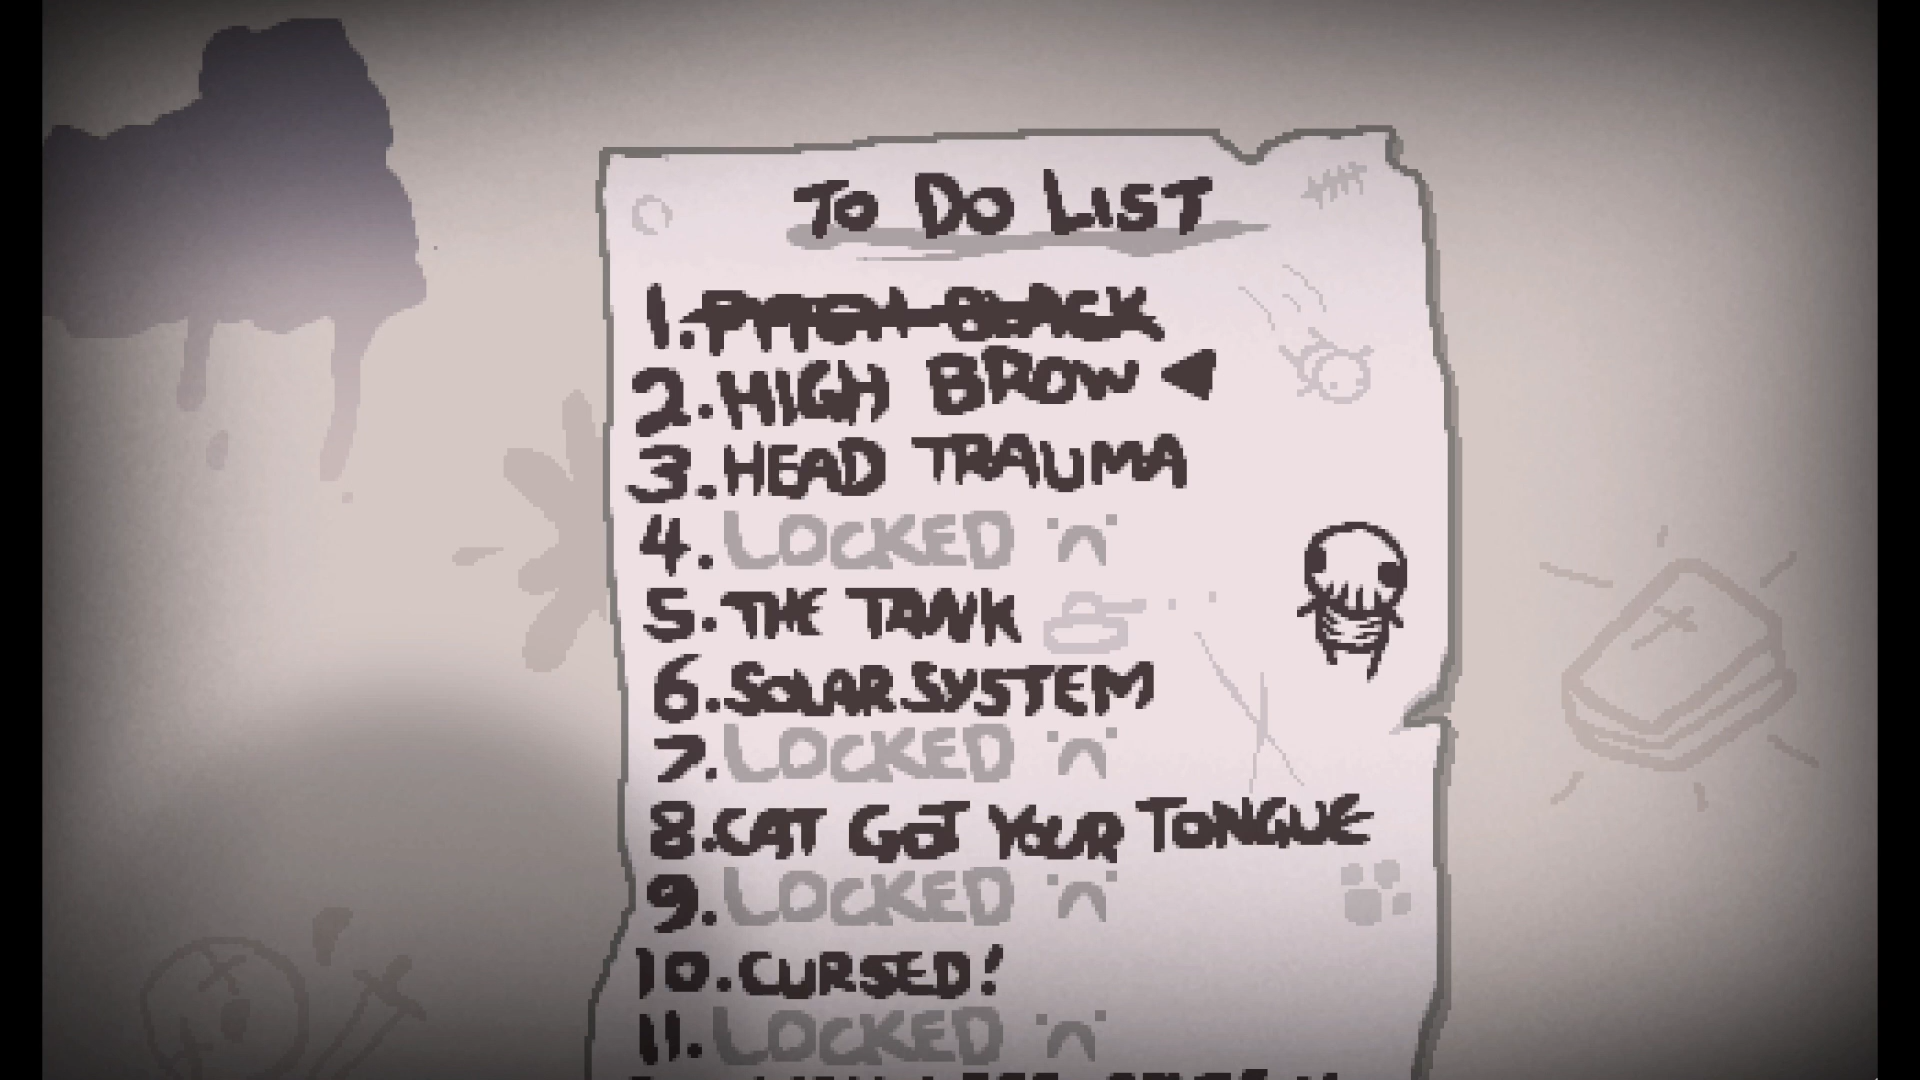 TO DO LIST
1. PITCH BLACK
2. HIGH BROW
3. HEAD TRAUMA
4. LOCKED
5. THE TANK
6. SOLAR SYSTEM
7. LOCKED
8. CAT GOT YOUR TONGUE
9. LOCKED
10. CURSED!
11. LOCKED